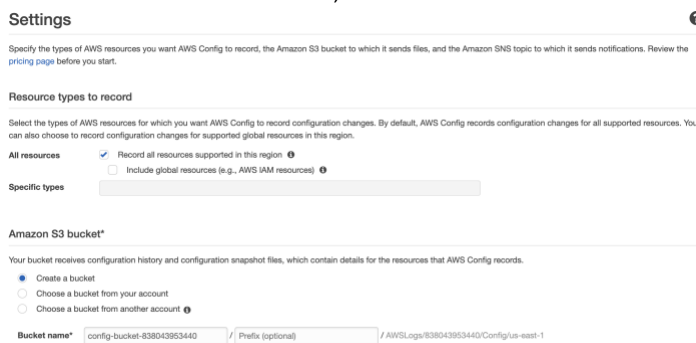 Settings
Specify the types of AWS resources you want AWS Config to record, the Amazon S3 bucket to which it sends files, and the Amazon SNS topic to which it sends notifications. Review the
pricing page before you start.
Resource types to record
Select the types of AWS resources for which you want AWS Config to record configuration changes. By default, AWS Config records configuration changes for all supported resources. You
can also choose to record configuration changes for supported global resources in this region.
All resources Record all resources supported in this region
Include global resources (e.g., AWS IAM resources)
Specific types
Amazon S3 bucket*
Your bucket receives configuration history and configuration snapshot files, which contain details for the resources that AWS Config records.
Create a bucket
Choose a bucket from your account
Choose a bucket from another account
Bucket name* config-bucket-838043953440 / Prefix (optional) / AWSLogs/838043953440/Config/us-east-1